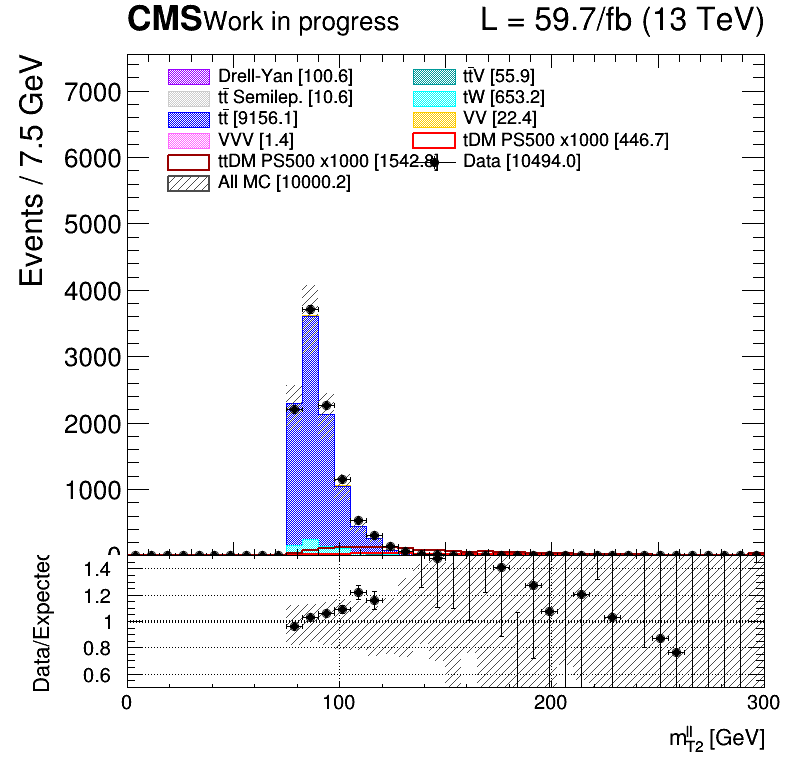 CMS Work in progress L = 59.7/fb (13 TeV)
Events / 7.5 GeV
7000
6000
5000
4000
3000
2000
1000
0
Drell-Yan [100.6]
tt̄V [55.9]
tt̄ Semilep. [10.6]
tW [653.2]
tt̄ [9156.1]
VV [22.4]
VVV [1.4]
tDM PS500 x1000 [446.7]
ttDM PS500 x1000 [1542.8]
Data [10494.0]
All MC [10000.2]
Data/Expected
1.4
1.2
1
0.8
0.6
0 100 200 300
m_{T2}^{ll} [GeV]